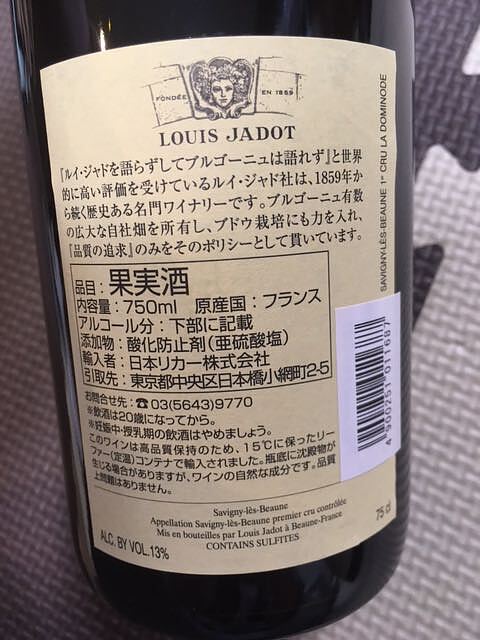 FONDÉE EN 1859
LOUIS JADOT
『ルイ・ジャドを語らずしてブルゴーニュは語れず』と世界
的に高い評価を受けているルイ・ジャド社は、1859年か
ら続く歴史ある名門ワイナリーです。ブルゴーニュ有数
の広大な自社畑を所有し、ブドウ栽培にも力を入れ、
『品質の追求』のみをそのポリシーとして貫いています。
品目：果実酒
内容量：750ml 原産国：フランス
アルコール分：下部に記載
添加物：酸化防止剤(亜硫酸塩)
輸入者：日本リカー株式会社
引取先：東京都中央区日本橋小網町2-5
お問合せ先：☎03(5643)9770
※飲酒は20歳になってから。
※妊娠中・授乳期の飲酒はやめましょう。
このワインは高品質保持のため、15℃に保ったリー
ファー(定温)コンテナで輸入されました。瓶底に沈殿物が
生じる場合がありますが、ワインの自然な成分です。品質
上問題はありません。
Savigny-lès-Beaune
Appellation Savigny-lès-Beaune premier cru contrôlée
Mis en bouteilles par Louis Jadot à Beaune-France
CONTAINS SULFITES
ALC. BY VOL.13%
75 cl
SAVIGNY-LÈS-BEAUNE 1er CRU LA DOMINODE
4 990251 011687